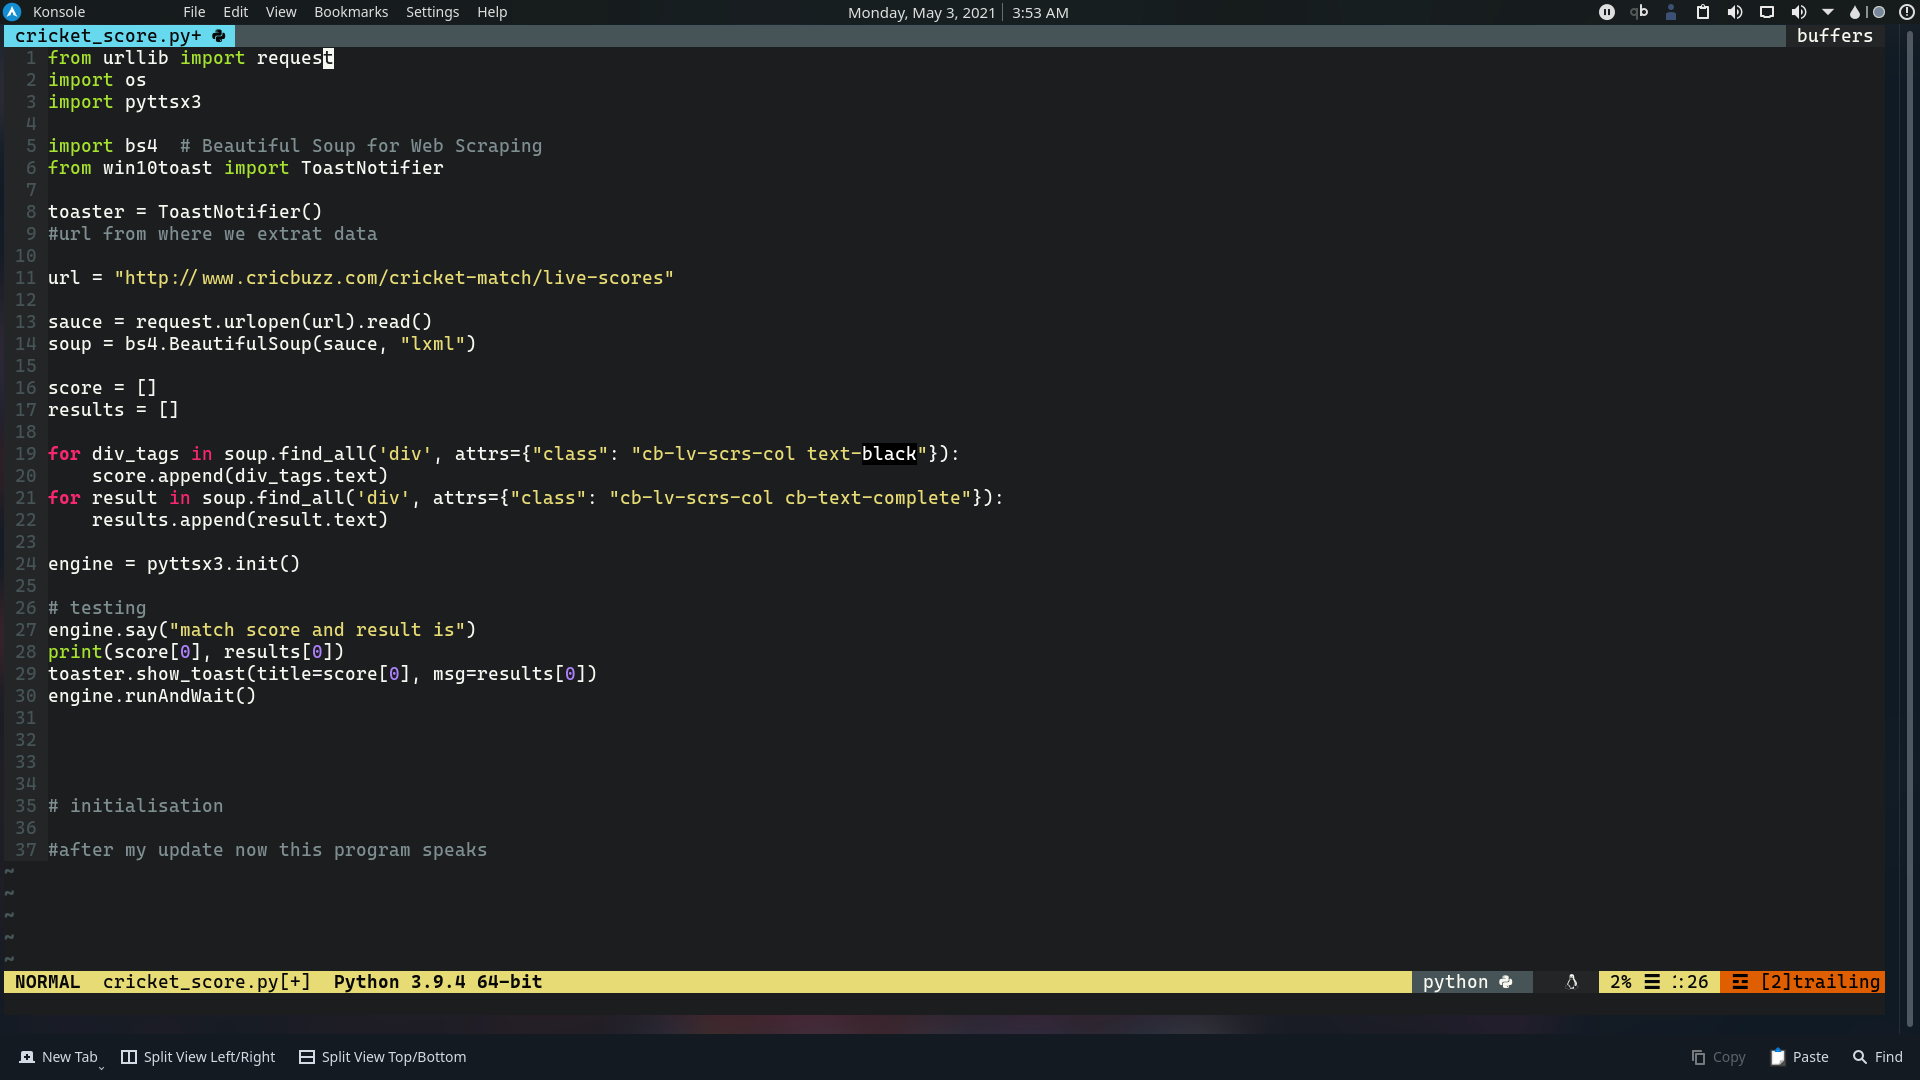 Konsole File Edit View Bookmarks Settings Help Monday, May 3, 2021 3:53 AM qb
cricket_score.py+ buffers
1 from urllib import request
2 import os
3 import pyttsx3
4
5 import bs4  # Beautiful Soup for Web Scraping
6 from win10toast import ToastNotifier
7
8 toaster = ToastNotifier()
9 #url from where we extrat data
10
11 url = "http://www.cricbuzz.com/cricket-match/live-scores"
12
13 sauce = request.urlopen(url).read()
14 soup = bs4.BeautifulSoup(sauce, "lxml")
15
16 score = []
17 results = []
18
19 for div_tags in soup.find_all('div', attrs={"class": "cb-lv-scrs-col text-black"}):
20     score.append(div_tags.text)
21 for result in soup.find_all('div', attrs={"class": "cb-lv-scrs-col cb-text-complete"}):
22     results.append(result.text)
23
24 engine = pyttsx3.init()
25
26 # testing
27 engine.say("match score and result is")
28 print(score[0], results[0])
29 toaster.show_toast(title=score[0], msg=results[0])
30 engine.runAndWait()
31
32
33
34
35 # initialisation
36
37 #after my update now this program speaks
~
~
~
~
~
NORMAL cricket_score.py[+] Python 3.9.4 64-bit python 2% ☰ :26 [2]trailing
New Tab Split View Left/Right Split View Top/Bottom Copy Paste Find